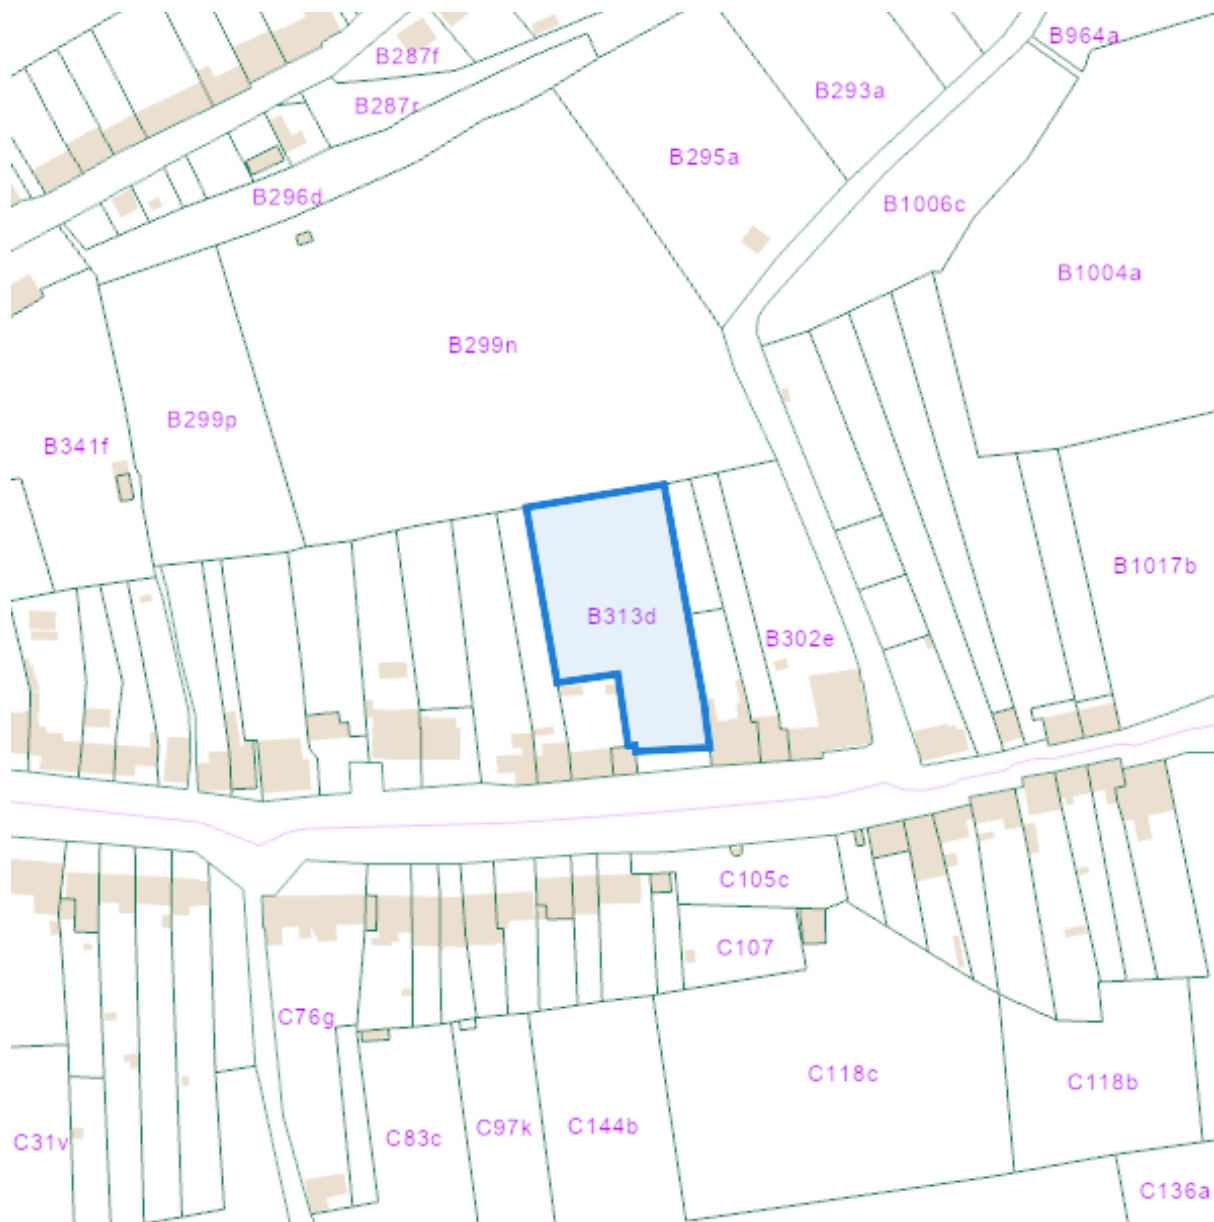 B964a
B287f
B293a
B287r
B295a
B296d
B1006c
B1004a
B299n
B299p
B341f
B1017b
B313d
B302e
C105c
C107
C76g
C118c
C118b
C31v
C83c
C97k
C144b
C136a